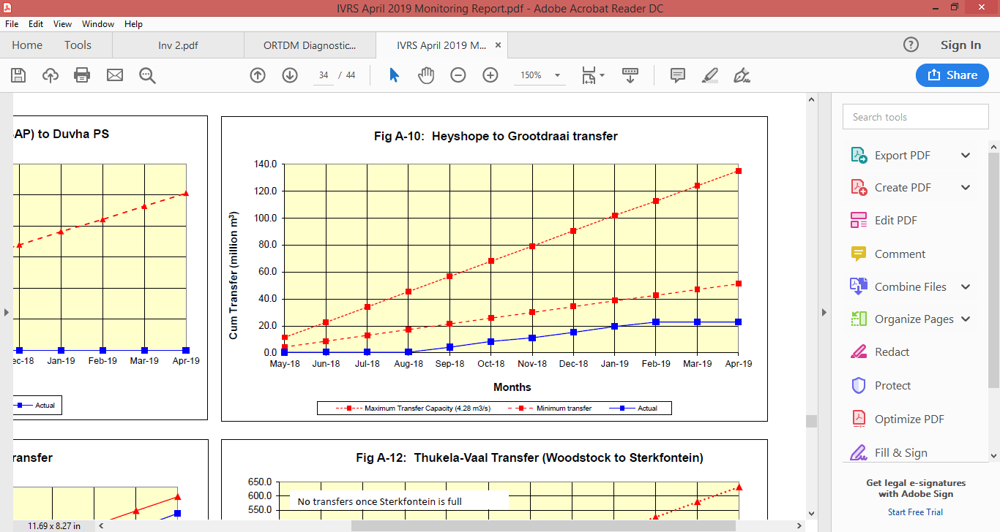 IVRS April 2019 Monitoring Report.pdf - Adobe Acrobat Reader DC
File Edit View Window Help
Home Tools Inv 2.pdf ORTDM Diagnostic... IVRS April 2019 M... × ? Sign In
34 / 44 150% Share
AP) to Duvha PS
Jan-19 Feb-19 Mar-19 Apr-19
Actual
Fig A-10: Heyshope to Grootdraai transfer
Cum Transfer (million m³)
140.0
120.0
100.0
80.0
60.0
40.0
20.0
0.0
May-18 Jun-18 Jul-18 Aug-18 Sep-18 Oct-18 Nov-18 Dec-18 Jan-19 Feb-19 Mar-19 Apr-19
Months
Maximum Transfer Capacity (4.28 m3/s) Minimum transfer Actual
ransfer
Fig A-12: Thukela-Vaal Transfer (Woodstock to Sterkfontein)
650.0
600.0
550.0
No transfers once Sterkfontein is full
11.69 x 8.27 in
Search tools
Export PDF
Create PDF
Edit PDF
Comment
Combine Files
Organize Pages
Redact
Protect
Optimize PDF
Fill & Sign
Get legal e-signatures
with Adobe Sign
Start Free Trial